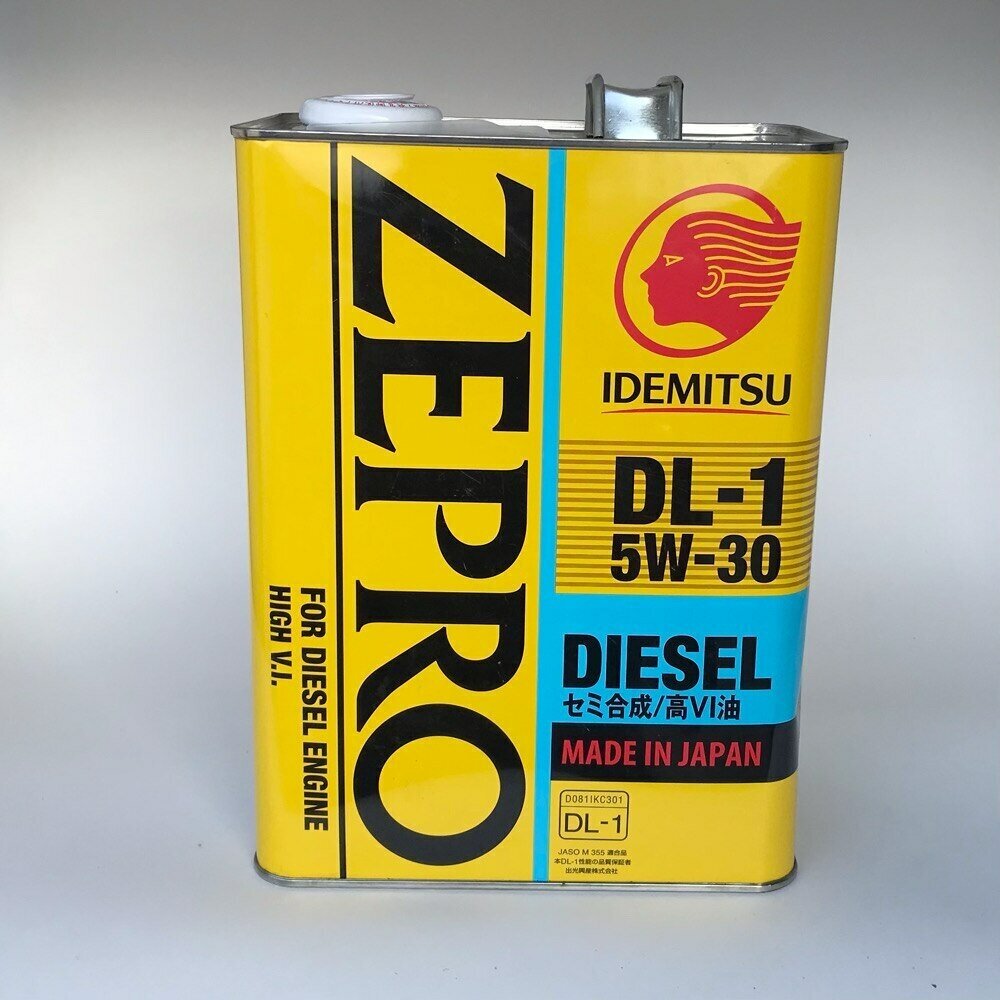 ZEPRO
FOR DIESEL ENGINE
HIGH V.I.
IDEMITSU
DL-1
5W-30
DIESEL
セミ合成/高VI油
MADE IN JAPAN
D081IKC301
DL-1
JASO M 355 適合品
本DL-1性能の品質保証者
出光興産株式会社